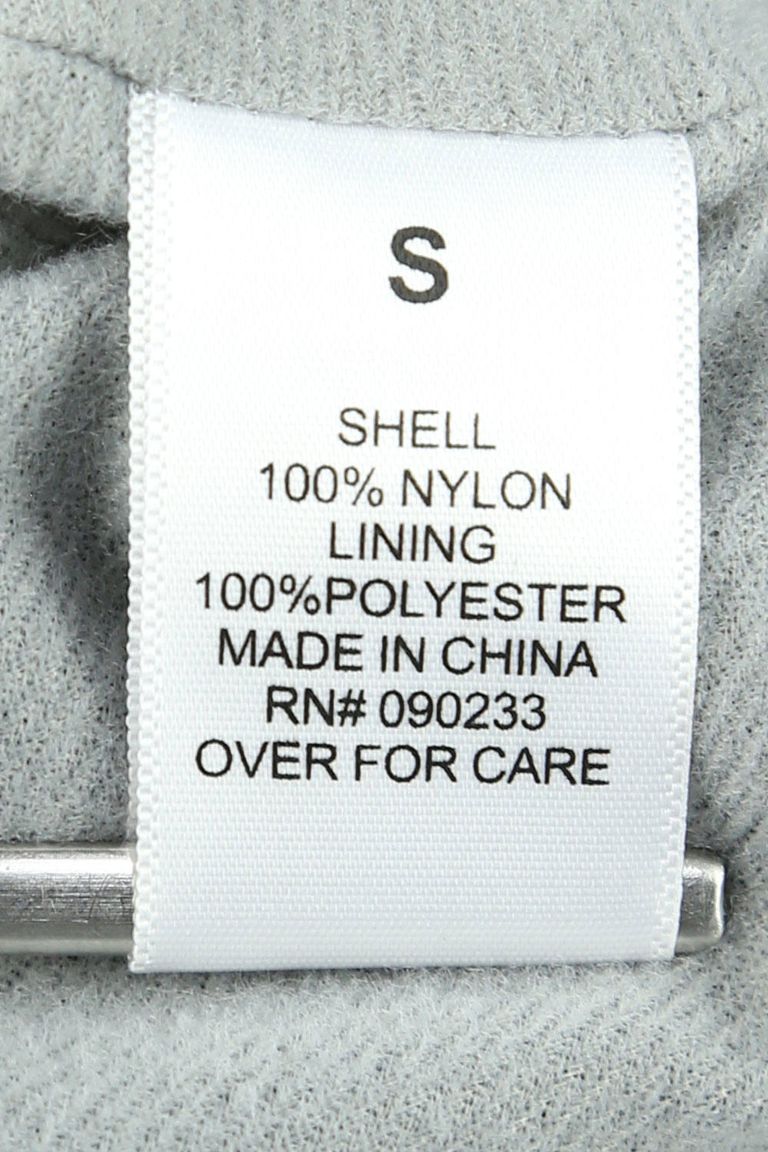 S
SHELL
100% NYLON
LINING
100%POLYESTER
MADE IN CHINA
RN# 090233
OVER FOR CARE